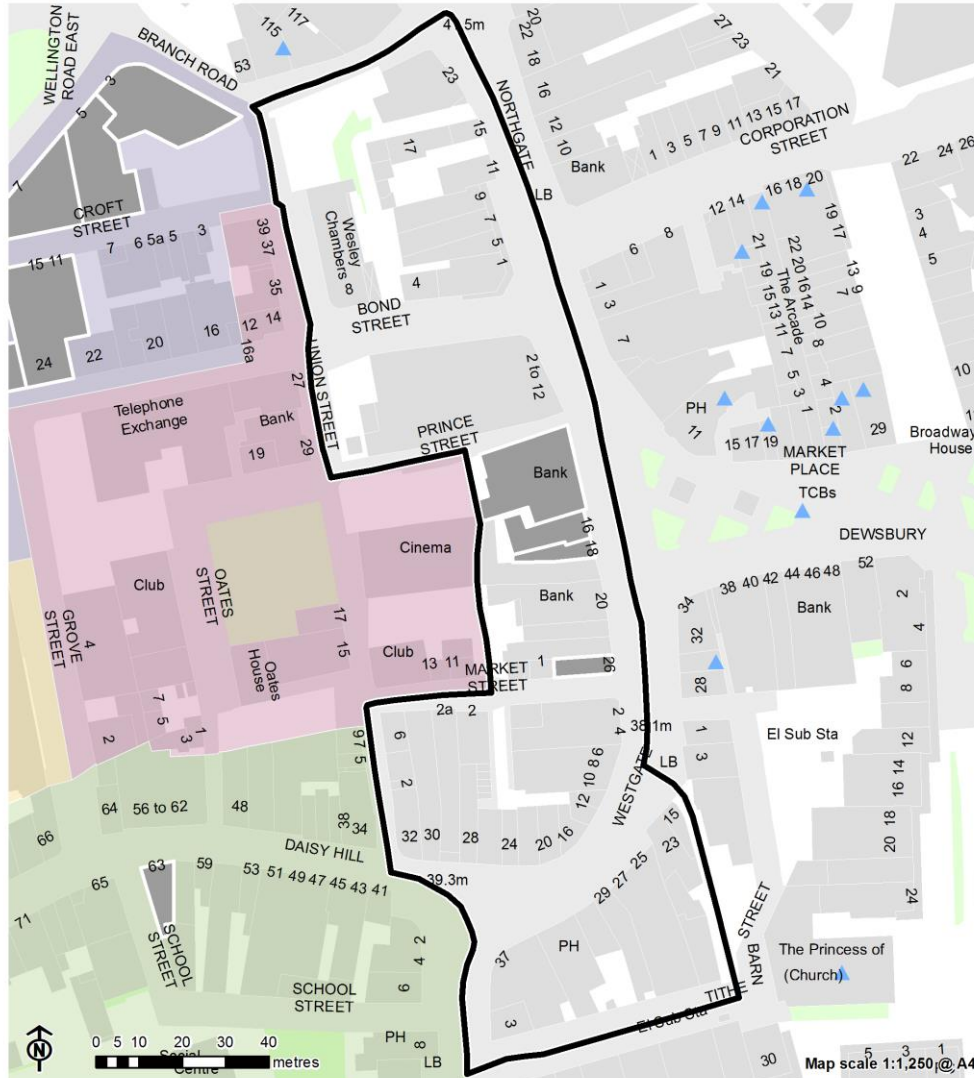 WELLINGTON
ROAD EAST
BRANCH ROAD
53
115
117
20
22
18
16
12
10
27
23
21
NORTHGATE
LB
Bank
1 3 5 7 9 11 13 15 17
CORPORATION
STREET
22 24 26
3
5
7
CROFT
STREET
15 11
7
6 5a 5
3
39
37
35
24
22
20
16
12
14
16a
23
17
15
11
9
7
5
1
Wesley
Chambers
8
4
BOND
STREET
6
8
12 14
16 18 20
19
17
21
19
15
13
11
7
5
3
1
The Arcade
22
20
16
14
10
8
4
2
13
9
7
3
4
5
10
1
3
7
PH
11
15 17 19
29
MARKET
PLACE
TCBs
Broadway
House
DEWSBURY
Telephone
Exchange
Bank
27
29
19
UNION STREET
PRINCE
STREET
2 to 12
Bank
16
18
Cinema
Bank
20
26
Club
OATES
STREET
17
15
Oates
House
Club
13 11
MARKET
STREET
1
GROVE
STREET
4
7
5
3
1
2
34
32
28
38 40 42 44 46 48
52
Bank
2
4
6
8
12
14
16
18
20
24
El Sub Sta
2a 2
2
4
38.1m
LB
1
3
WESTGATE
9 7 5
6
2
32 30 28 24 20 16
12 10 8 6
64 56 to 62 48
38
34
66
DAISY HILL
39.3m
15
23
25
27
29
37
PH
3
63
59
53 51 49 47 45 43 41
65
71
SCHOOL
STREET
SCHOOL
STREET
2
4
6
8
PH
LB
STREET
BARN
The Princess of
(Church)
El Sub Sta
30
5 3 1
N
0 5 10 20 30 40
metres
Map scale 1:1,250 @ A4